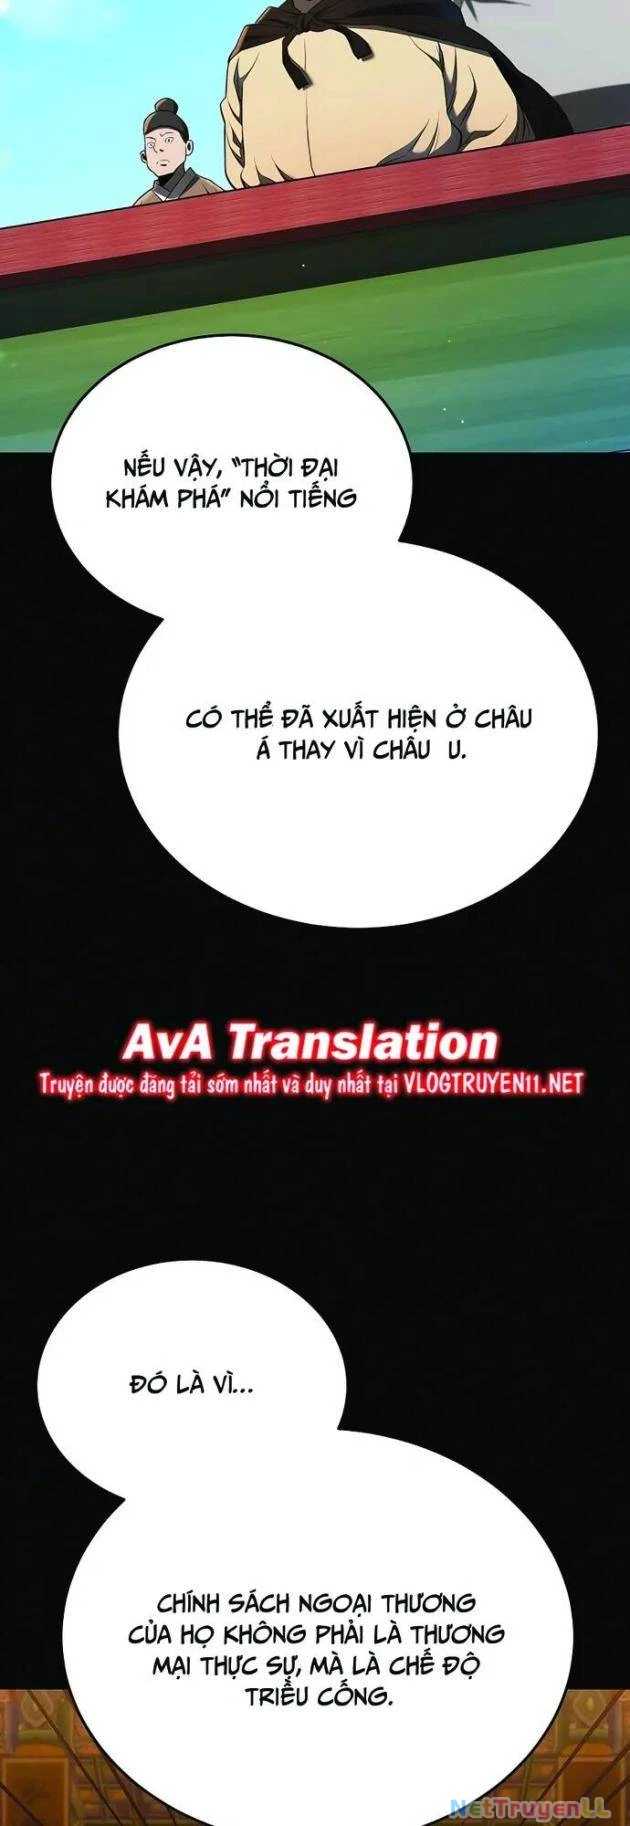 NẾU VẬY, "THỜI ĐẠI
KHÁM PHÁ" NỔI TIẾNG
CÓ THỂ ĐÃ XUẤT HIỆN Ở CHÂU
Á THAY VÌ CHÂU U.
AvA Translation
Truyện được đăng tải sớm nhất và duy nhất tại VLOGTRUYEN11.NET
ĐÓ LÀ VÌ...
CHÍNH SÁCH NGOẠI THƯƠNG
CỦA HỌ KHÔNG PHẢI LÀ THƯƠNG
MẠI THỰC SỰ, MÀ LÀ CHẾ ĐỘ
TRIỀU CỐNG.
NetTruyenLL